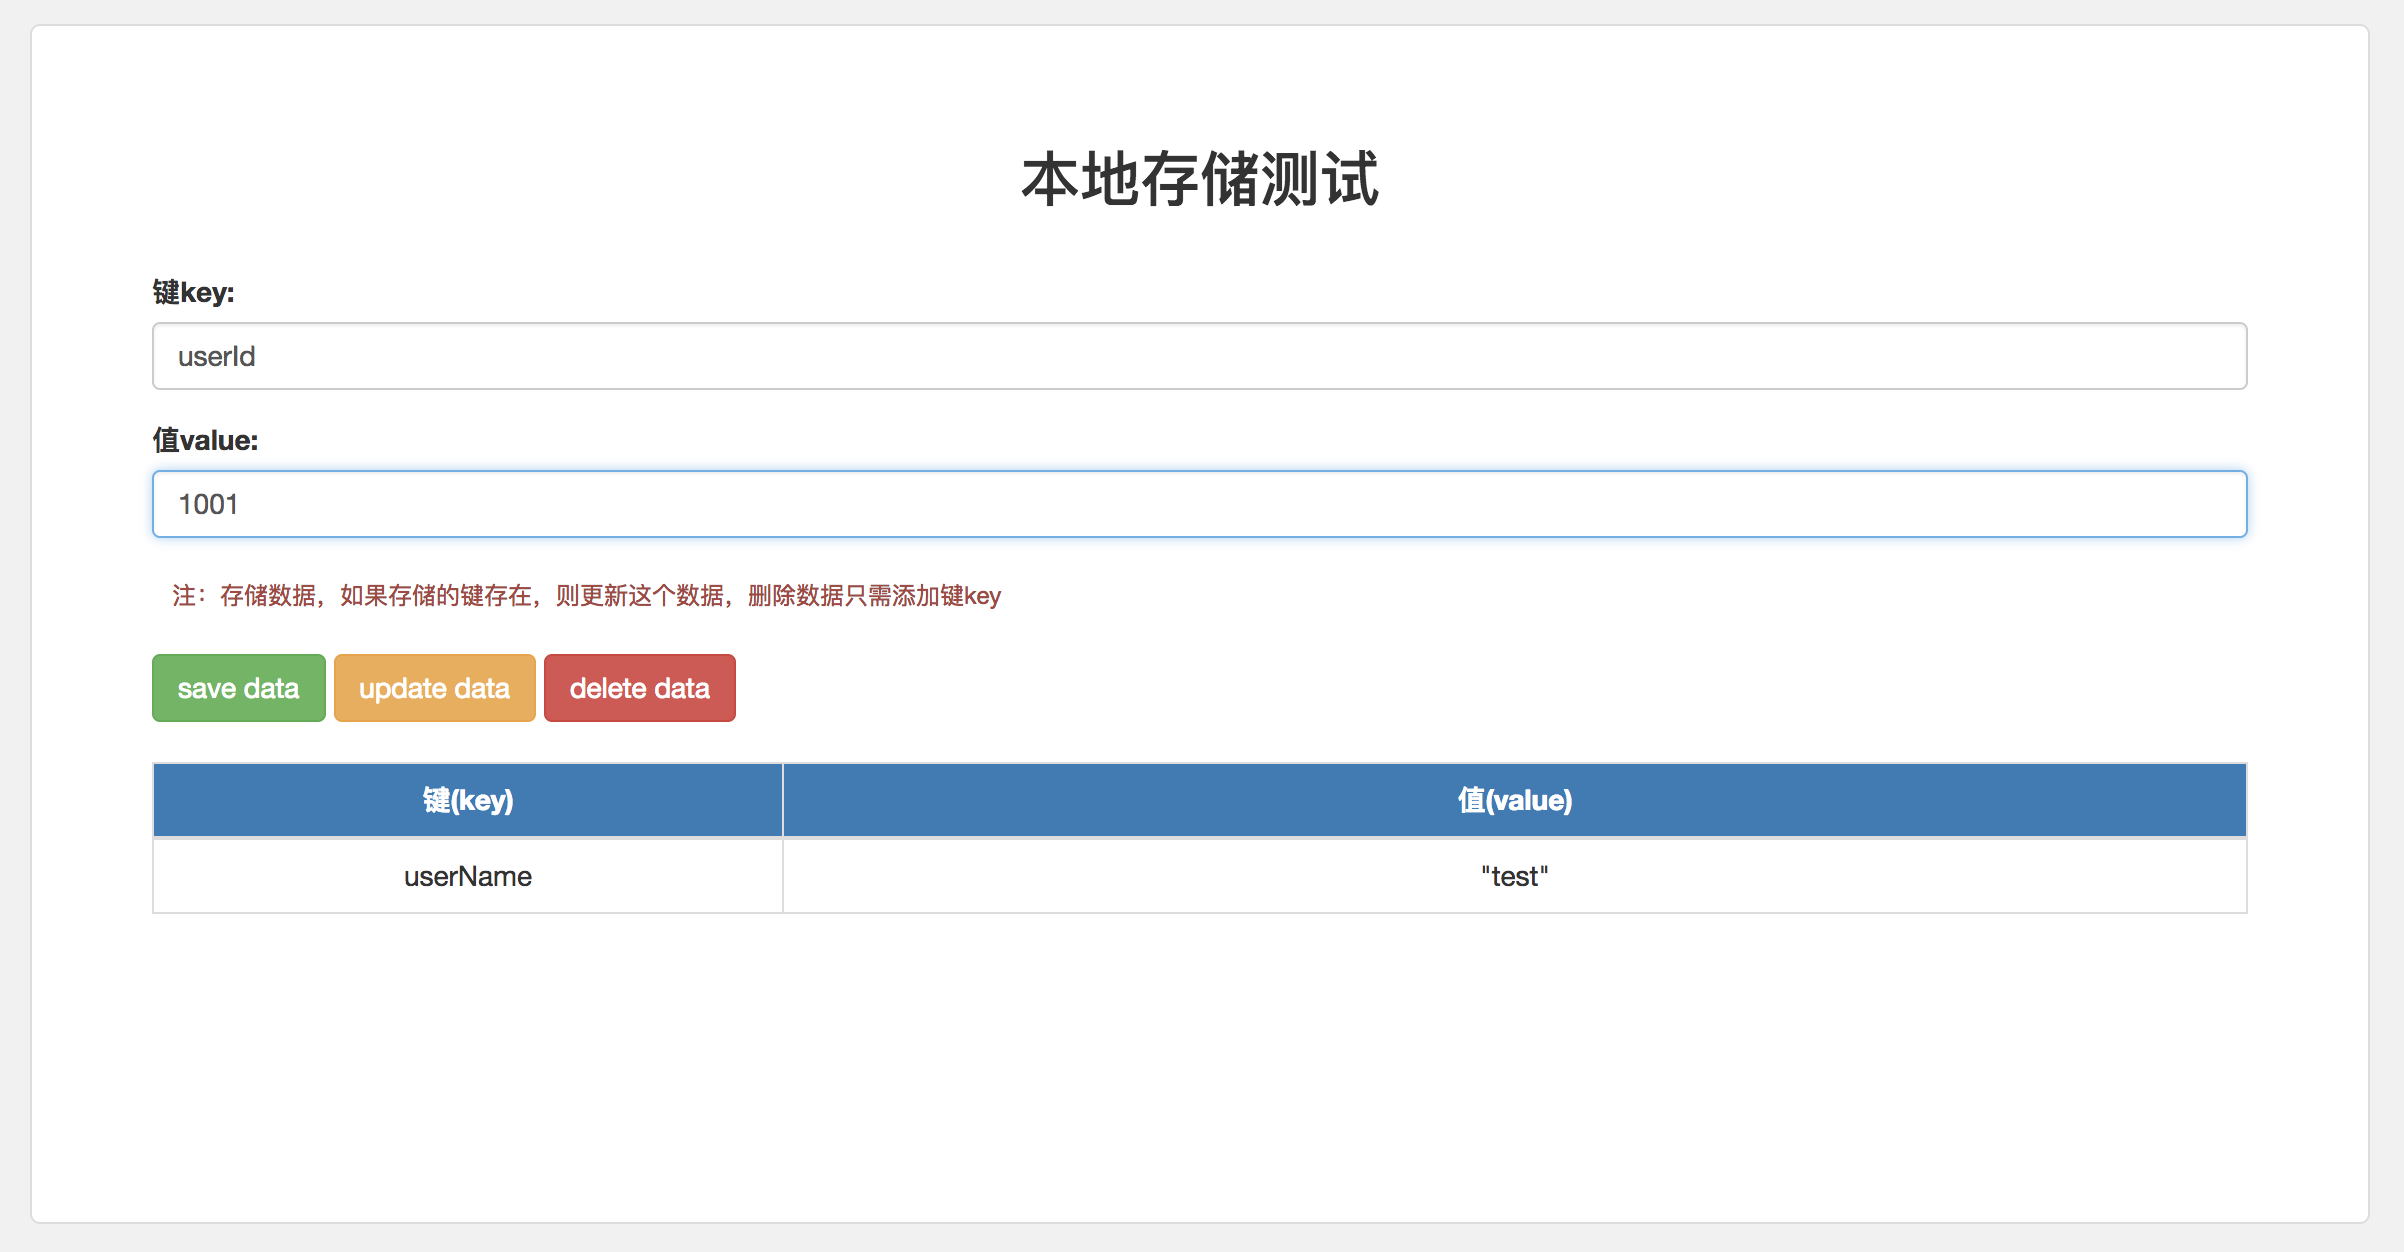 本地存储测试
键key:
userId
值value:
1001
注：存储数据，如果存储的键存在，则更新这个数据，删除数据只需添加键key
save data update data delete data
键(key) 值(value)
userName "test"